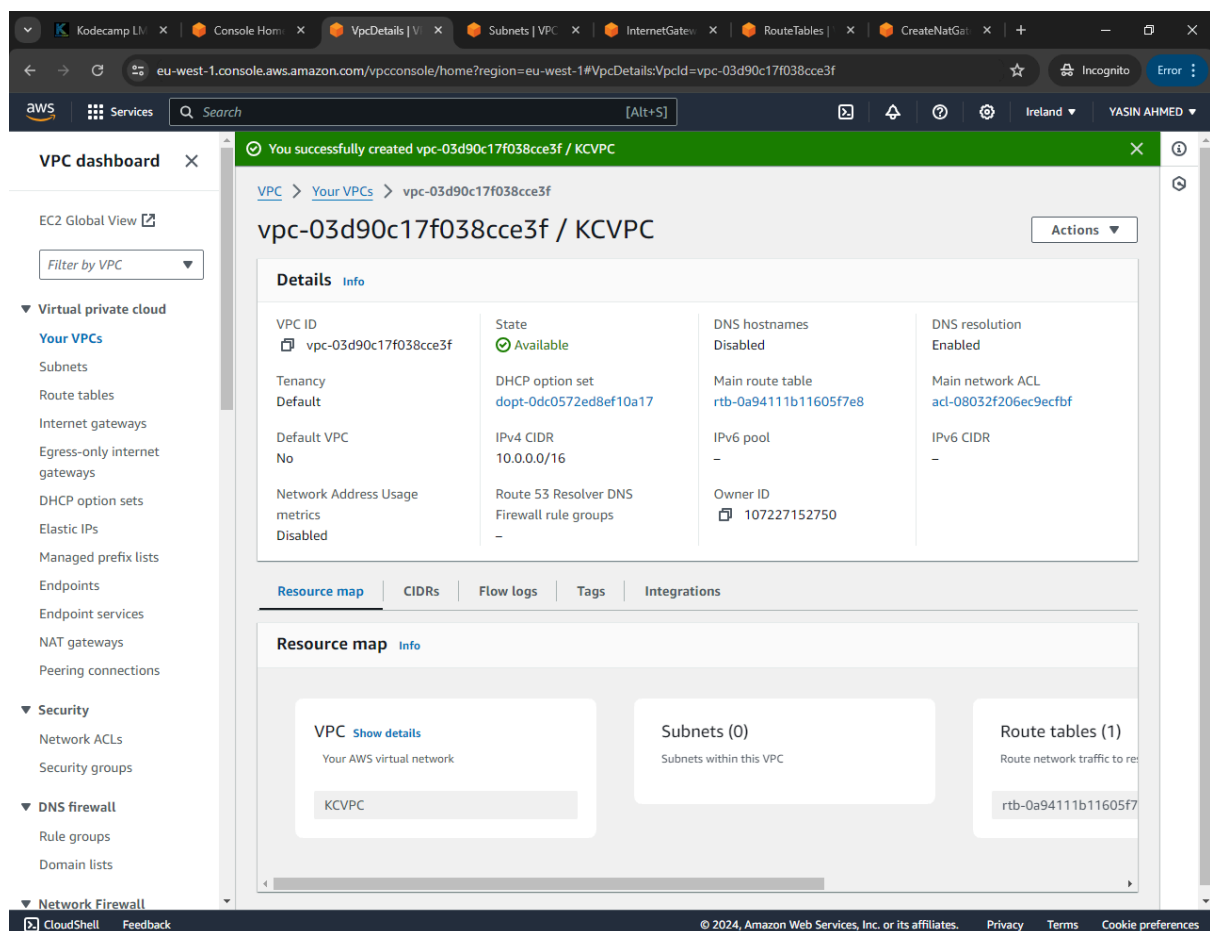 Kodecamp LM
Console Home
VpcDetails | V
Subnets | VPC
InternetGatew
RouteTables |
CreateNatGat
eu-west-1.console.aws.amazon.com/vpcconsole/home?region=eu-west-1#VpcDetails:VpcId=vpc-03d90c17f038cce3f
Incognito
Error
aws
Services
Search
[Alt+S]
Ireland
YASIN AHMED
VPC dashboard
EC2 Global View
Filter by VPC
Virtual private cloud
Your VPCs
Subnets
Route tables
Internet gateways
Egress-only internet
gateways
DHCP option sets
Elastic IPs
Managed prefix lists
Endpoints
Endpoint services
NAT gateways
Peering connections
Security
Network ACLs
Security groups
DNS firewall
Rule groups
Domain lists
Network Firewall
You successfully created vpc-03d90c17f038cce3f / KCVPC
VPC > Your VPCs > vpc-03d90c17f038cce3f
vpc-03d90c17f038cce3f / KCVPC
Actions
Details Info
VPC ID
vpc-03d90c17f038cce3f
State
Available
DNS hostnames
Disabled
DNS resolution
Enabled
Tenancy
Default
DHCP option set
dopt-0dc0572ed8ef10a17
Main route table
rtb-0a94111b11605f7e8
Main network ACL
acl-08032f206ec9ecfbf
Default VPC
No
IPv4 CIDR
10.0.0.0/16
IPv6 pool
–
IPv6 CIDR
–
Network Address Usage
metrics
Disabled
Route 53 Resolver DNS
Firewall rule groups
–
Owner ID
107227152750
Resource map
CIDRs
Flow logs
Tags
Integrations
Resource map Info
VPC Show details
Your AWS virtual network
KCVPC
Subnets (0)
Subnets within this VPC
Route tables (1)
Route network traffic to re
rtb-0a94111b11605f7
CloudShell
Feedback
© 2024, Amazon Web Services, Inc. or its affiliates.
Privacy
Terms
Cookie preferences